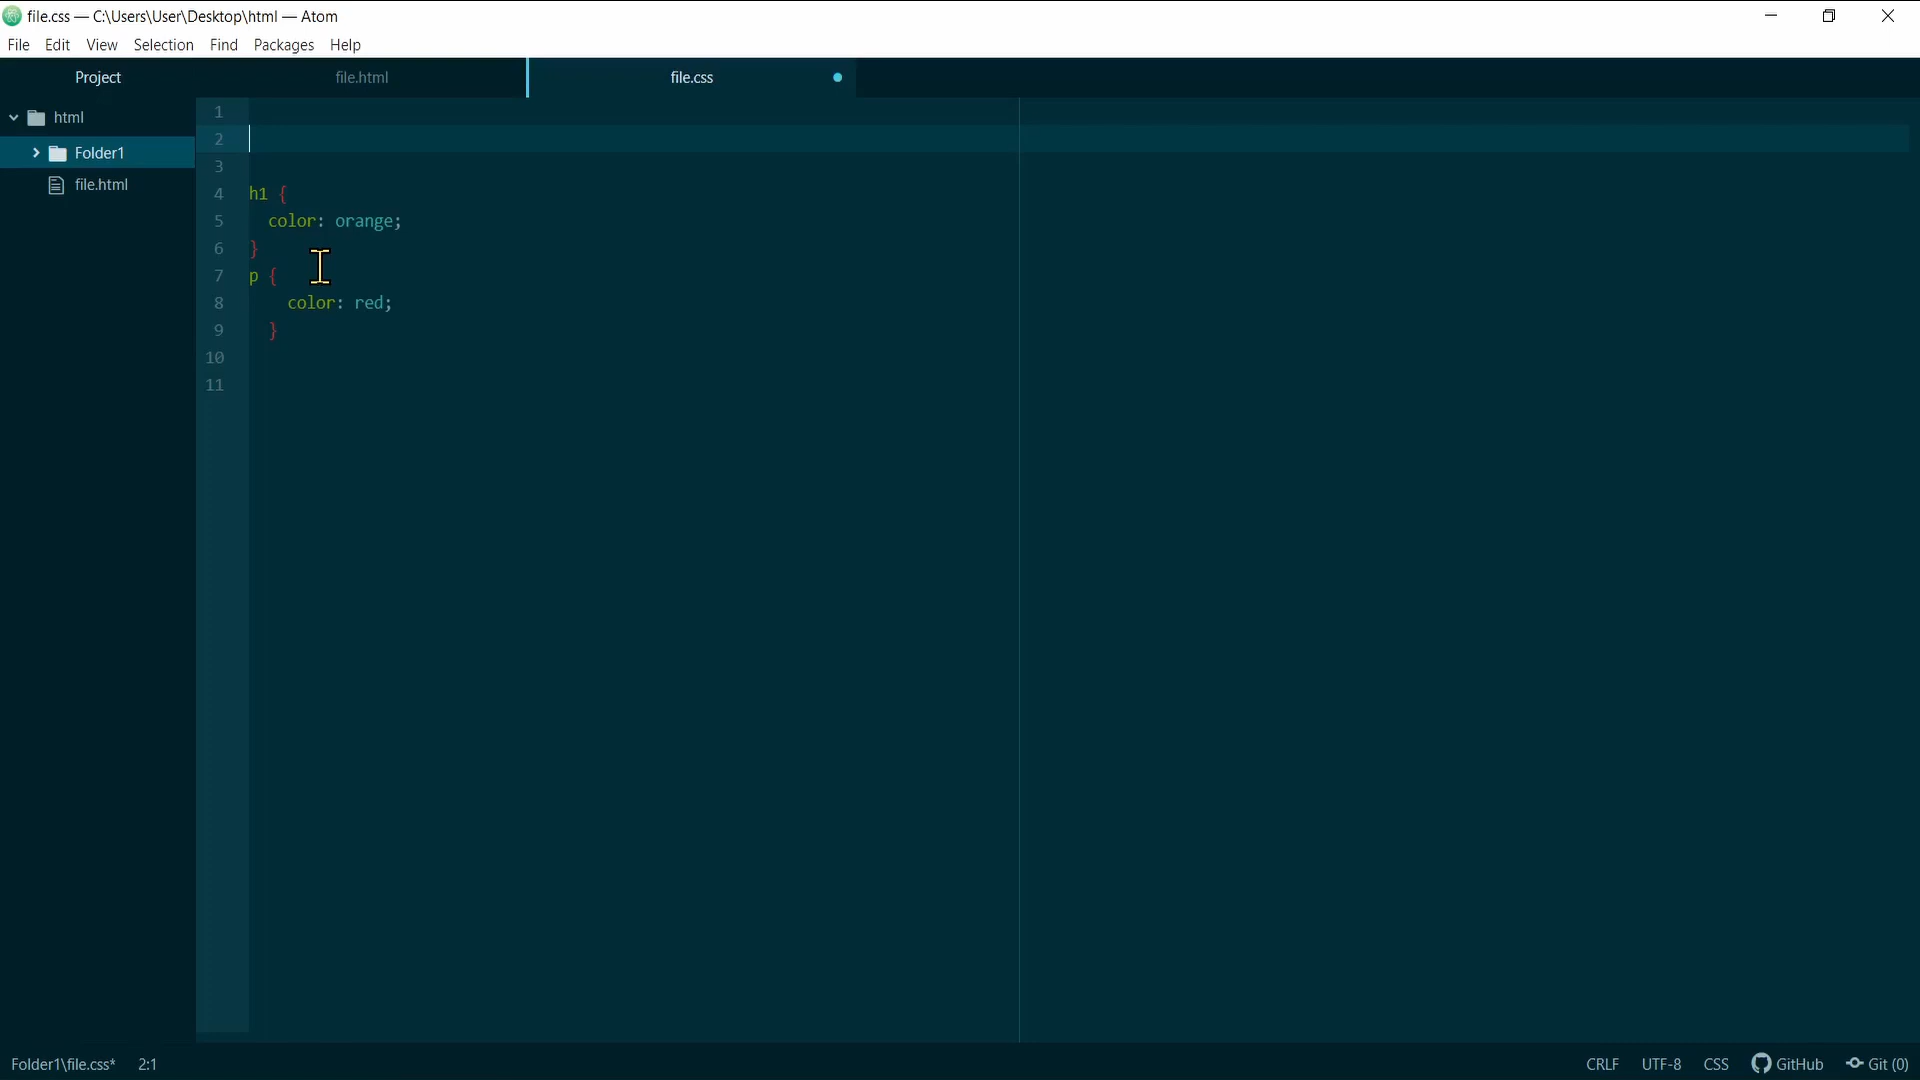 file.css — C:\Users\User\Desktop\html — Atom
File Edit View Selection Find Packages Help
Project file.html file.css
html
Folder1
file.html
1
2
3
4 h1 {
5 color: orange;
6 }
7 p {
8 color: red;
9 }
10
11
Folder1\file.css* 2:1 CRLF UTF-8 CSS GitHub Git (0)